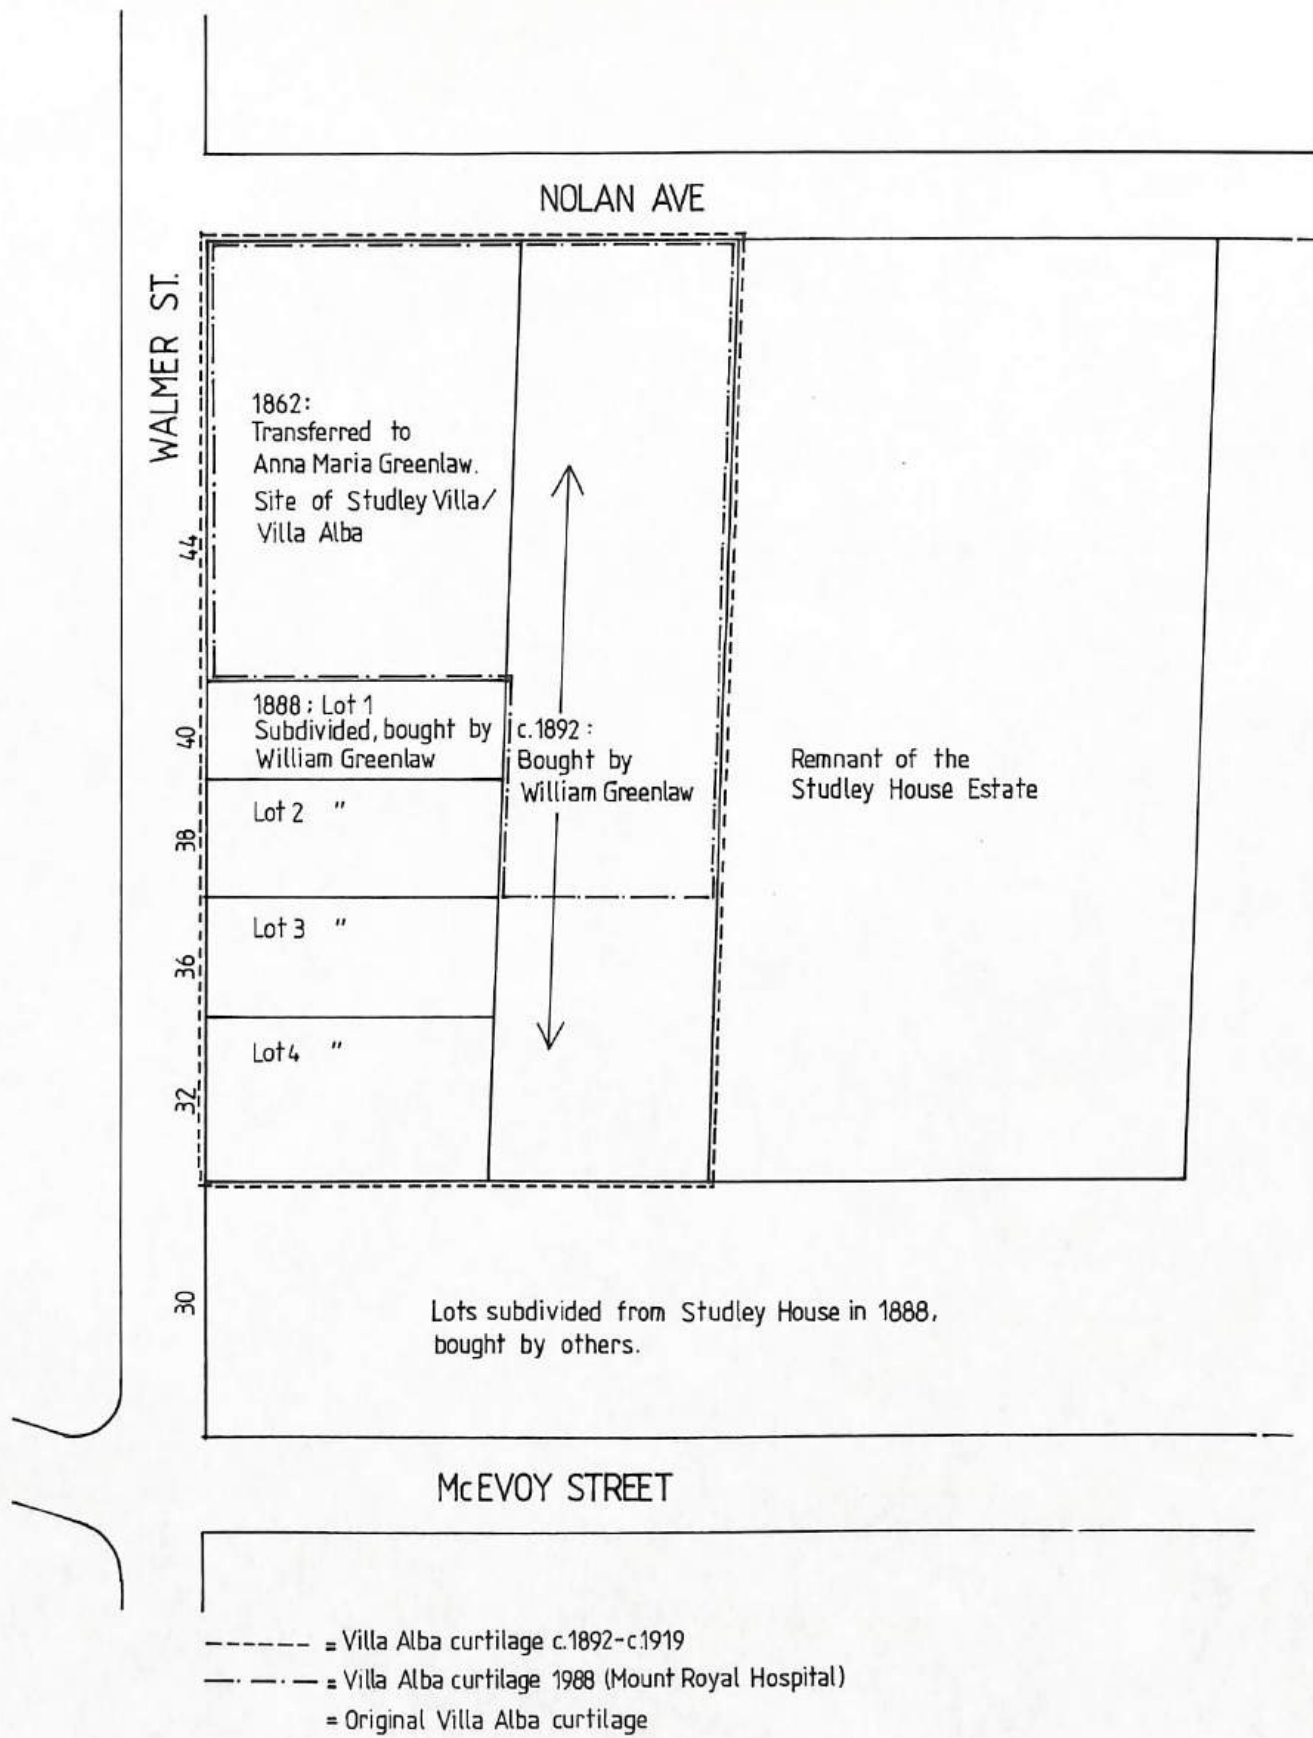 NOLAN AVE
WALMER ST.
1862:
Transferred to
Anna Maria Greenlaw.
Site of Studley Villa/
Villa Alba
44
1888: Lot 1
Subdivided, bought by
William Greenlaw
40
c.1892:
Bought by
William Greenlaw
Remnant of the
Studley House Estate
Lot 2 "
38
Lot 3 "
36
Lot 4 "
32
30
Lots subdivided from Studley House in 1888,
bought by others.
McEVOY STREET
= Villa Alba curtilage c.1892-c.1919
= Villa Alba curtilage 1988 (Mount Royal Hospital)
= Original Villa Alba curtilage